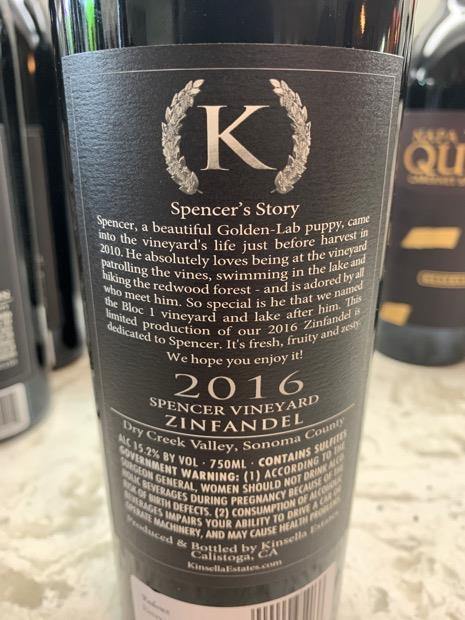 K
Spencer's Story
Spencer, a beautiful Golden-Lab puppy, came
into the vineyard's life just before harvest in
2010. He absolutely loves being at the vineyard
patrolling the vines, swimming in the lake and
hiking the redwood forest - and is adored by all
who meet him. So special is he that we named
the Bloc 1 vineyard and lake after him. This
limited production of our 2016 Zinfandel is
dedicated to Spencer. It's fresh, fruity and zesty.
We hope you enjoy it!
2016
SPENCER VINEYARD
ZINFANDEL
Dry Creek Valley, Sonoma County
ALC 15.2% BY VOL · 750ML · CONTAINS SULFITES
GOVERNMENT WARNING: (1) ACCORDING TO THE
SURGEON GENERAL, WOMEN SHOULD NOT DRINK ALCO-
HOLIC BEVERAGES DURING PREGNANCY BECAUSE OF THE
RISK OF BIRTH DEFECTS. (2) CONSUMPTION OF ALCOHOLIC
BEVERAGES IMPAIRS YOUR ABILITY TO DRIVE A CAR OR
OPERATE MACHINERY, AND MAY CAUSE HEALTH PROBLEMS.
Produced & Bottled by Kinsella Estates
Calistoga, CA
KinsellaEstates.com
NAPA
QU